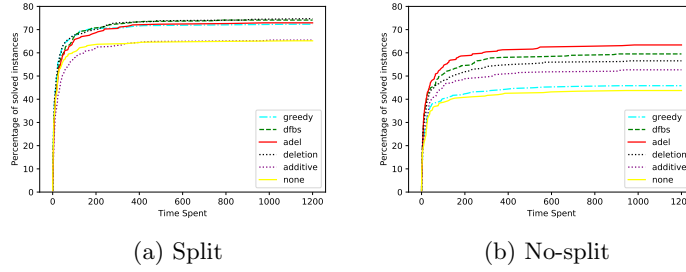 80
70
60
50
40
30
20
10
0
Percentage of solved instances
greedy
dfbs
adel
deletion
additive
none
0 200 400 600 800 1000 1200
Time Spent
(a) Split
80
70
60
50
40
30
20
10
0
Percentage of solved instances
greedy
dfbs
adel
deletion
additive
none
0 200 400 600 800 1000 1200
Time Spent
(b) No-split